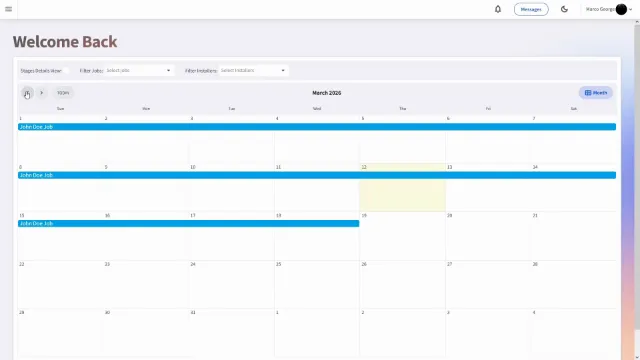 Messages
Marco George
Welcome Back
Stages Details View:
Filter Jobs:
Select jobs
Filter Installers:
Select Installers
TODAY
March 2026
Month
Sun Mon Tue Wed Thu Fri Sat
1 2 3 4 5 6 7
John Doe Job
8 9 10 11 12 13 14
John Doe Job
15 16 17 18 19 20 21
John Doe Job
22 23 24 25 26 27 28
29 30 31 1 2 3 4